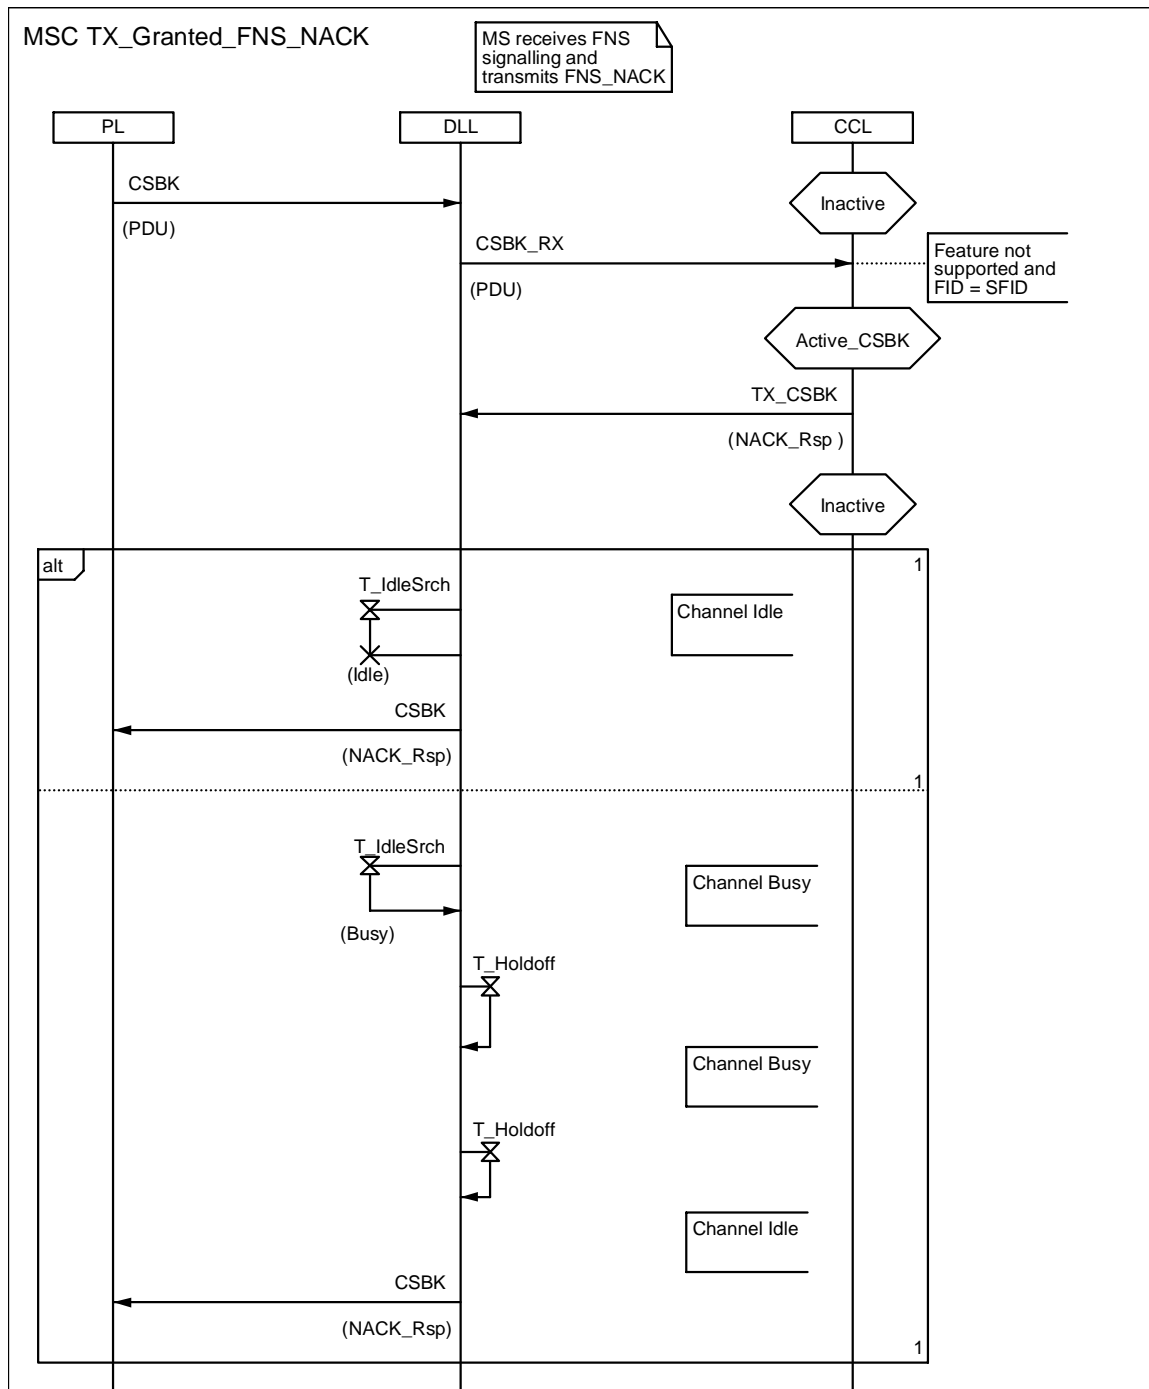 MSC TX_Granted_FNS_NACK
MS receives FNS
signalling and
transmits FNS_NACK
PL
DLL
CCL
CSBK
(PDU)
Inactive
CSBK_RX
(PDU)
Feature not
supported and
FID = SFID
Active_CSBK
TX_CSBK
(NACK_Rsp )
Inactive
alt
1
T_IdleSrch
Channel Idle
(Idle)
CSBK
(NACK_Rsp)
1
T_IdleSrch
Channel Busy
(Busy)
T_Holdoff
Channel Busy
T_Holdoff
Channel Idle
CSBK
(NACK_Rsp)
1